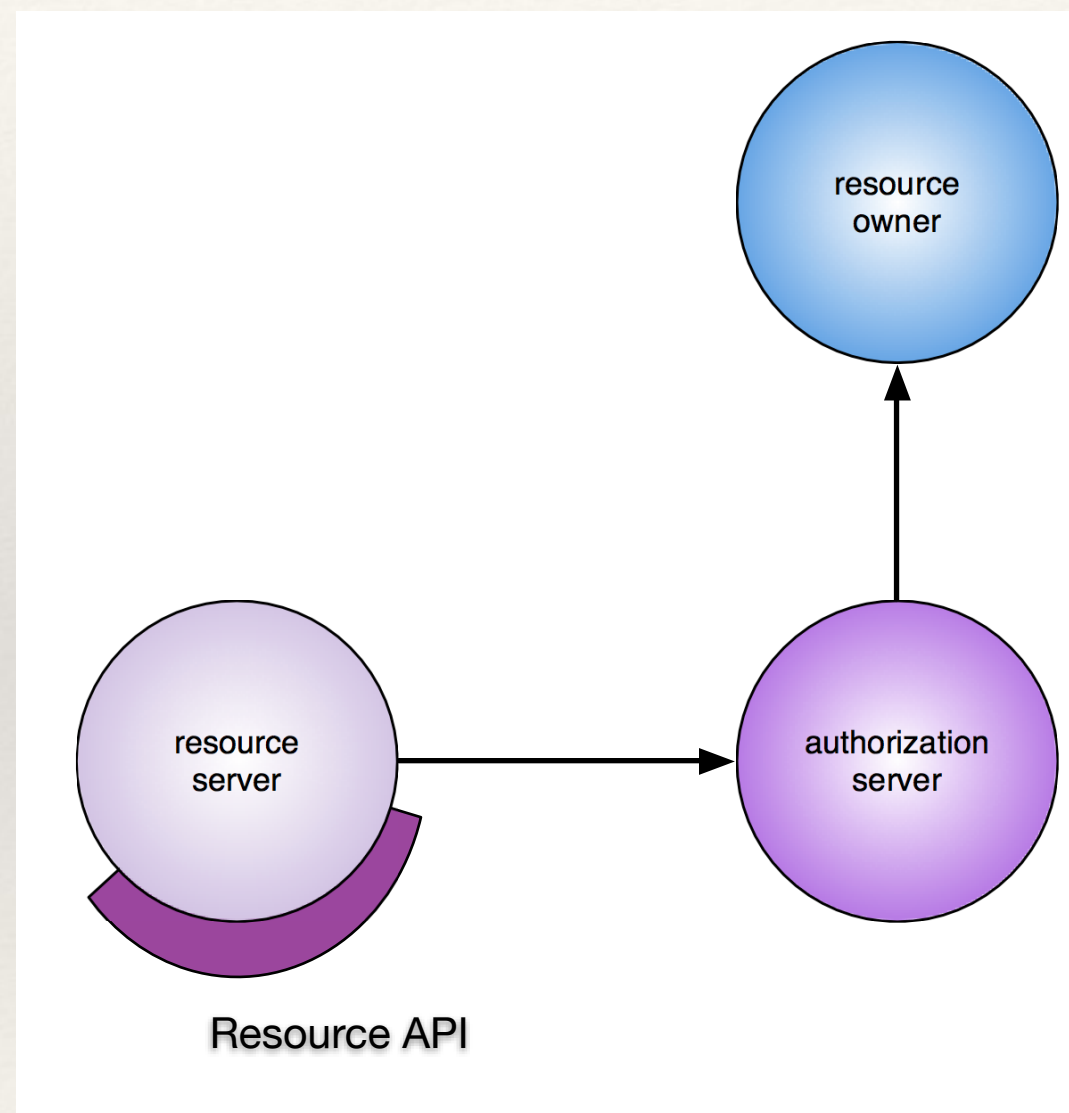 resource
owner
resource
server
authorization
server
Resource API